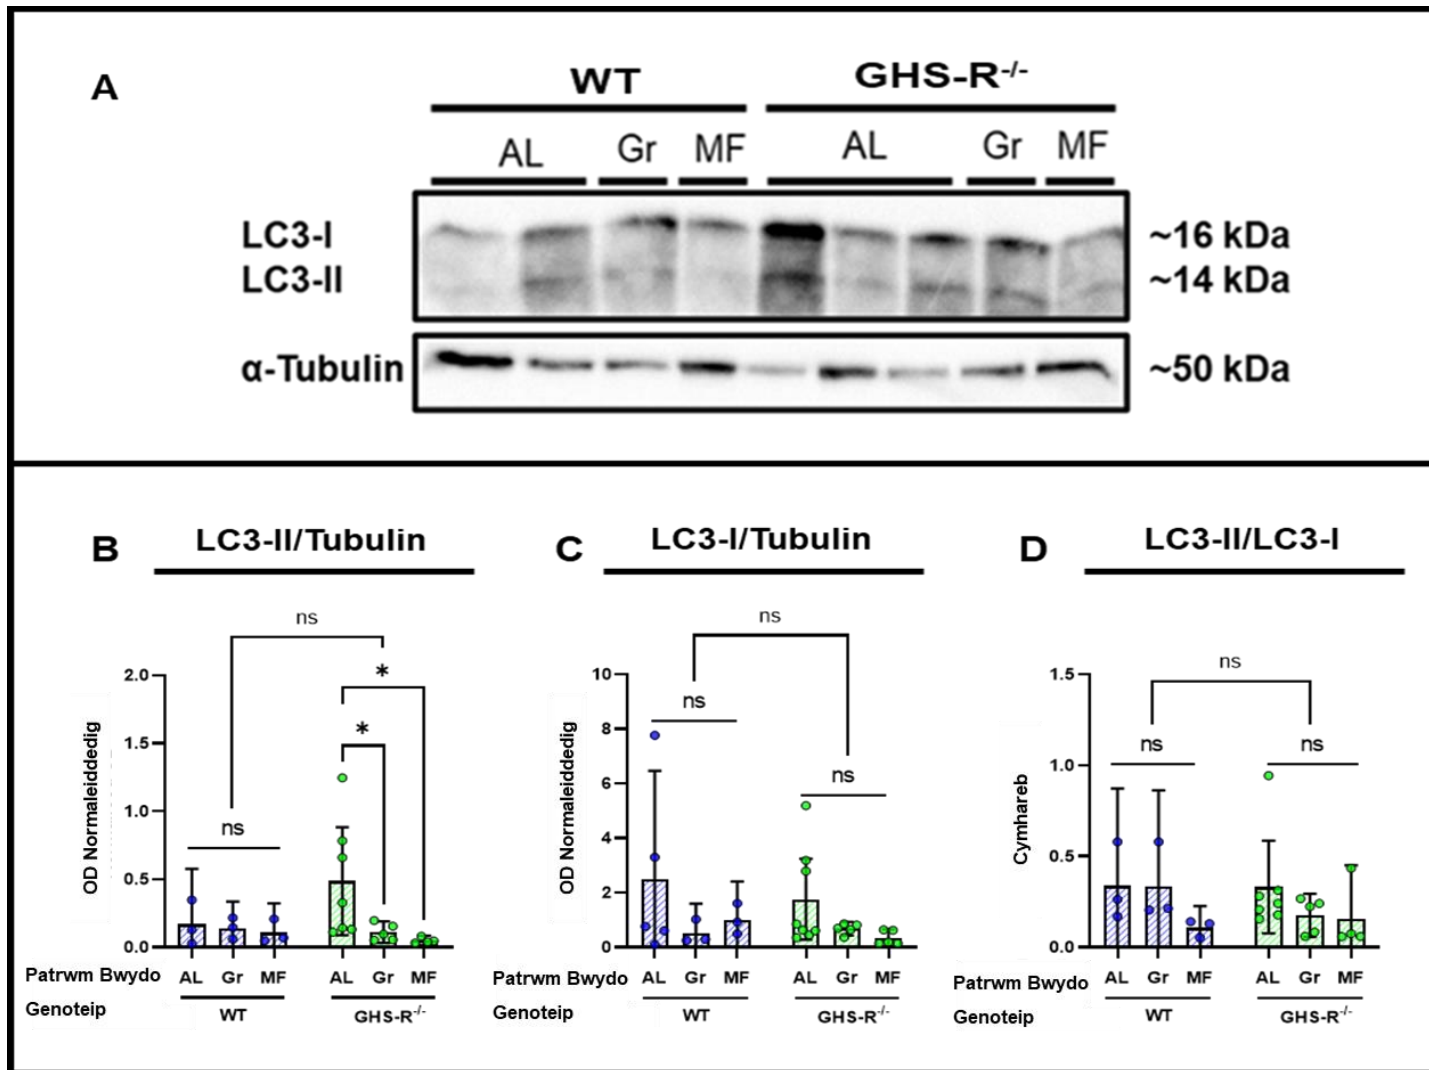 A
WT
GHS-R-/-
AL Gr MF AL Gr MF
LC3-I ~16 kDa
LC3-II ~14 kDa
α-Tubulin ~50 kDa
B LC3-II/Tubulin
ns
*
*
ns
OD Normaleiddedig
2.0
1.5
1.0
0.5
0.0
Patrwm Bwydo AL Gr MF AL Gr MF
Genoteip WT GHS-R-/-
C LC3-I/Tubulin
ns
ns
ns
OD Normaleiddedig
10
8
6
4
2
0
Patrwm Bwydo AL Gr MF AL Gr MF
Genoteip WT GHS-R-/-
D LC3-II/LC3-I
ns
ns
ns
Cymhareb
1.5
1.0
0.5
0.0
Patrwm Bwydo AL Gr MF AL Gr MF
Genoteip WT GHS-R-/-